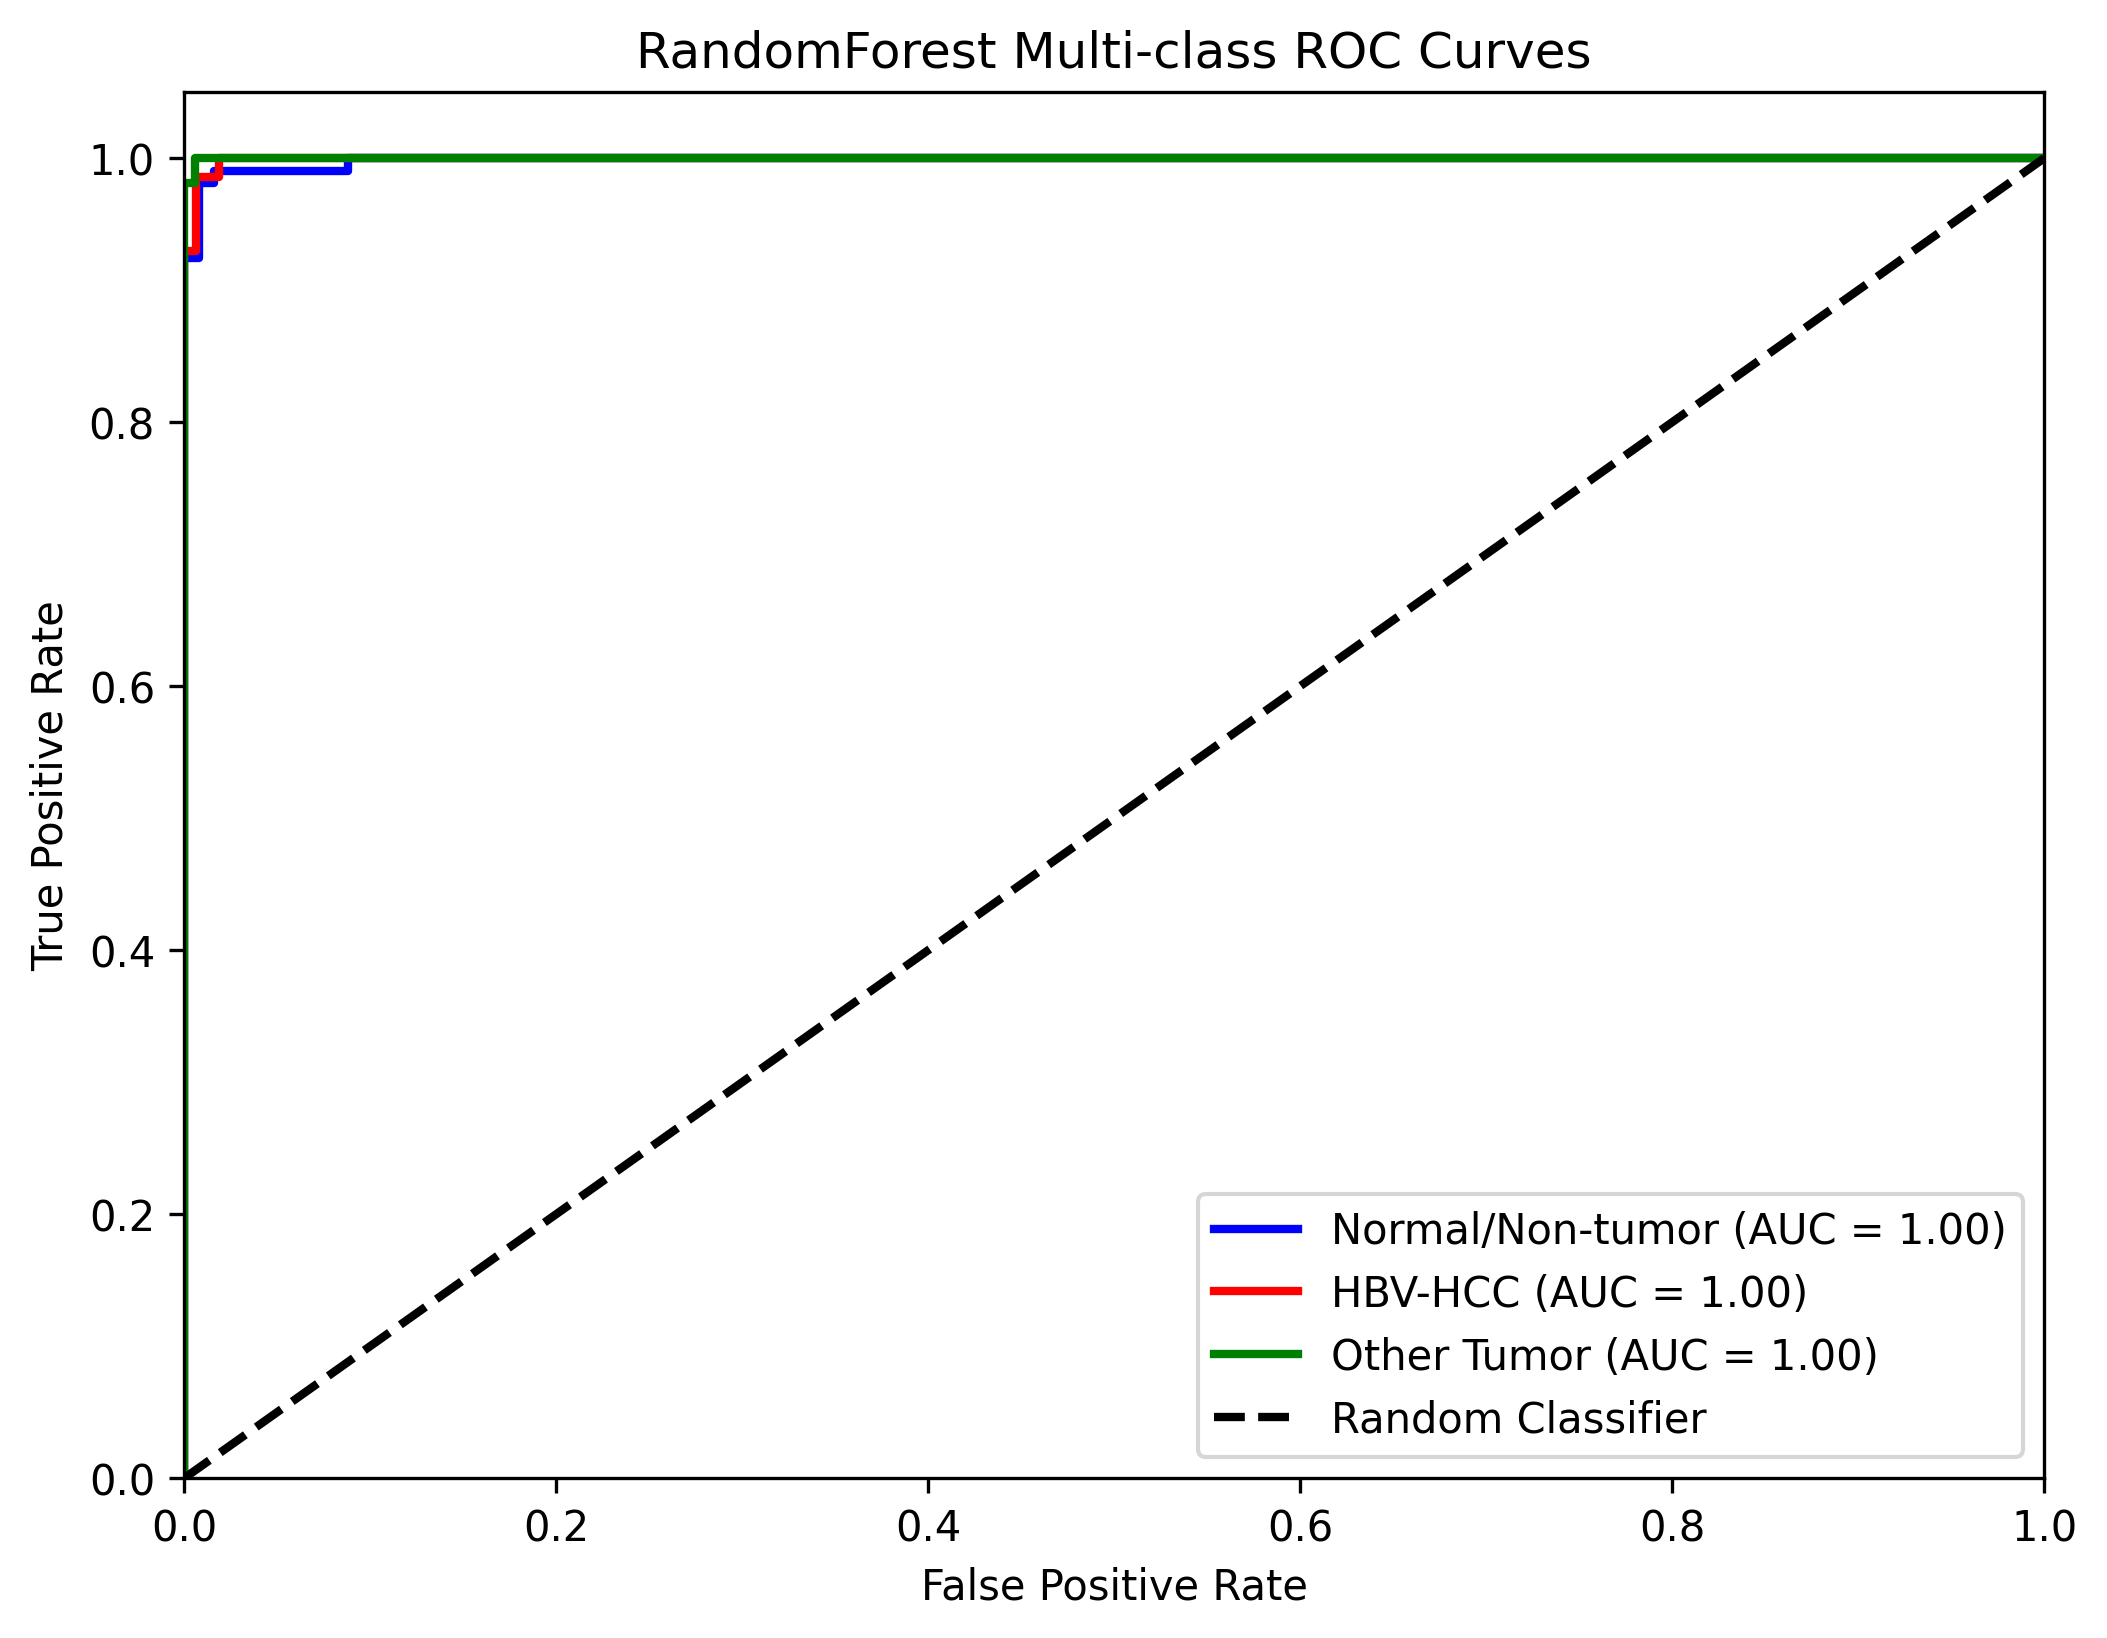 RandomForest Multi-class ROC Curves
True Positive Rate
1.0
0.8
0.6
0.4
0.2
0.0
0.0 0.2 0.4 0.6 0.8 1.0
False Positive Rate
Normal/Non-tumor (AUC = 1.00)
HBV-HCC (AUC = 1.00)
Other Tumor (AUC = 1.00)
Random Classifier